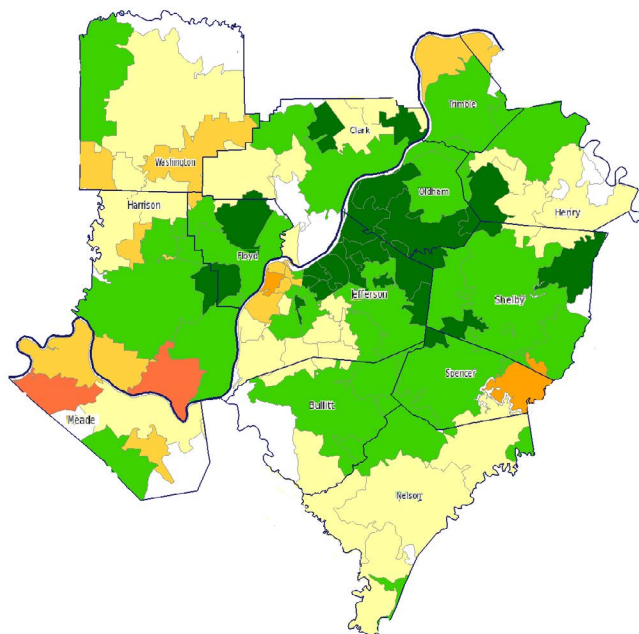 Trimble
Clark
Washington
Oldham
Harrison
Henry
Floyd
Jefferson
Shelby
Spencer
Bullitt
Meade
Nelson